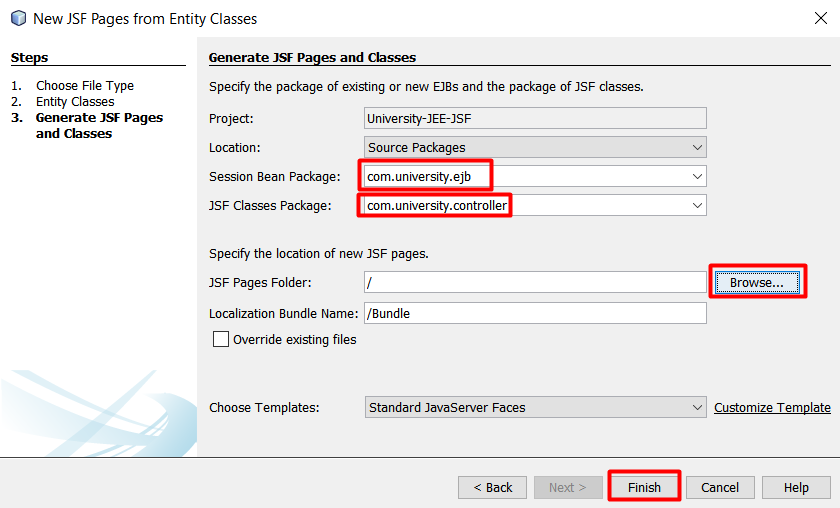 New JSF Pages from Entity Classes
Steps
1. Choose File Type
2. Entity Classes
3. Generate JSF Pages
and Classes
Generate JSF Pages and Classes
Specify the package of existing or new EJBs and the package of JSF classes.
Project: University-JEE-JSF
Location: Source Packages
Session Bean Package: com.university.ejb
JSF Classes Package: com.university.controller
Specify the location of new JSF pages.
JSF Pages Folder: / Browse...
Localization Bundle Name: /Bundle
Override existing files
Choose Templates: Standard JavaServer Faces Customize Template
< Back Next > Finish Cancel Help